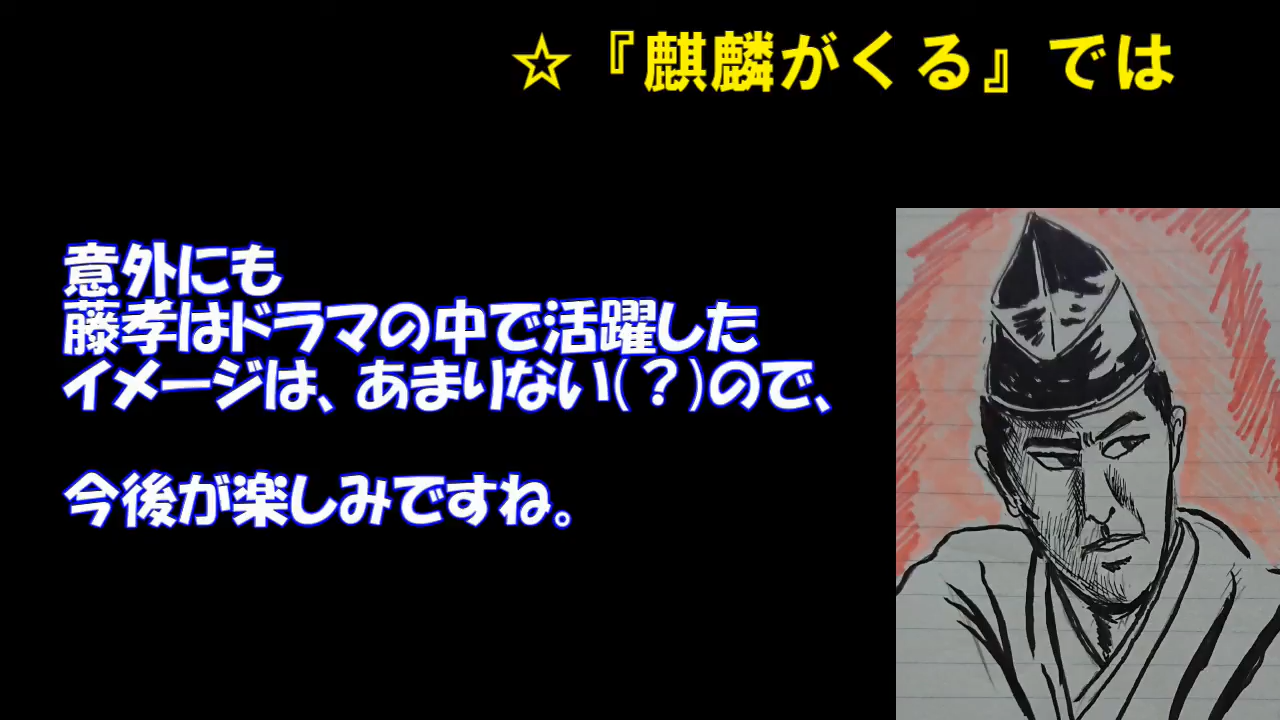 ☆『麒麟がくる』では
意外にも
藤孝はドラマの中で活躍した
イメージは、あまりない(？)ので、
今後が楽しみですね。